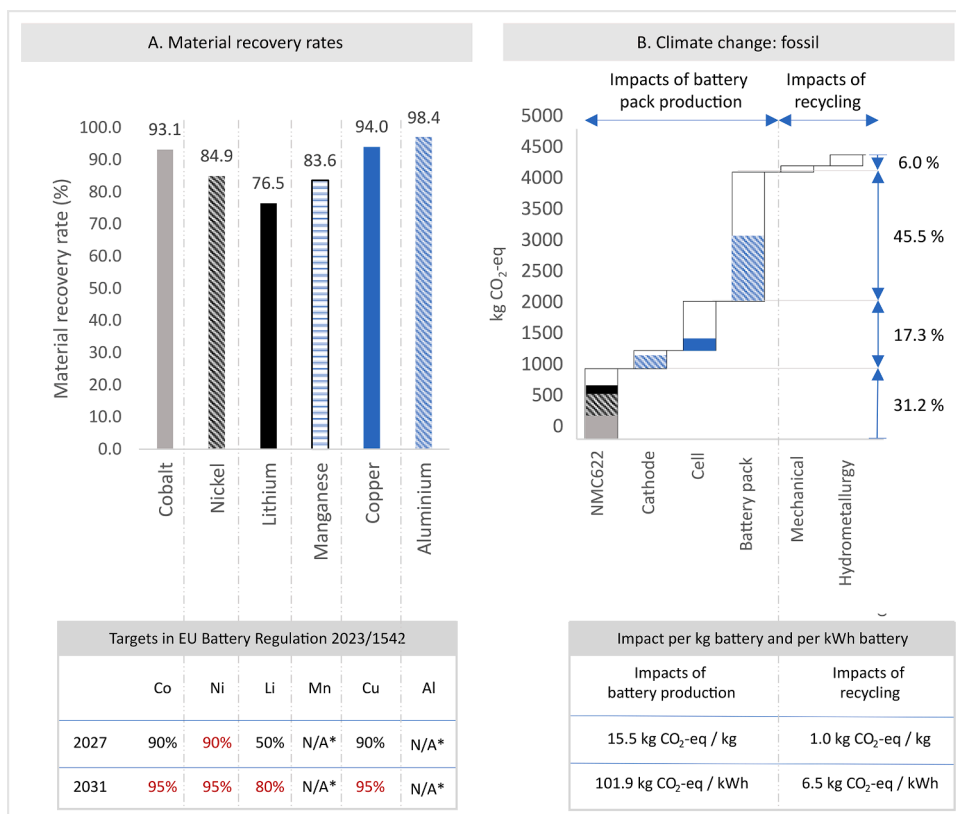 A. Material recovery rates
Material recovery rate (%)
100.0
90.0
80.0
70.0
60.0
50.0
40.0
30.0
20.0
10.0
0.0
93.1
84.9
76.5
83.6
94.0
98.4
Cobalt
Nickel
Lithium
Manganese
Copper
Aluminium
Targets in EU Battery Regulation 2023/1542
Co Ni Li Mn Cu Al
2027 90% 90% 50% N/A* 90% N/A*
2031 95% 95% 80% N/A* 95% N/A*
B. Climate change: fossil
Impacts of battery
pack production
Impacts of
recycling
kg CO₂-eq
5000
4500
4000
3500
3000
2500
2000
1500
1000
500
0
6.0 %
45.5 %
17.3 %
31.2 %
NMC622
Cathode
Cell
Battery pack
Mechanical
Hydrometallurgy
Impact per kg battery and per kWh battery
Impacts of
battery production
Impacts of
recycling
15.5 kg CO₂-eq / kg 1.0 kg CO₂-eq / kg
101.9 kg CO₂-eq / kWh 6.5 kg CO₂-eq / kWh